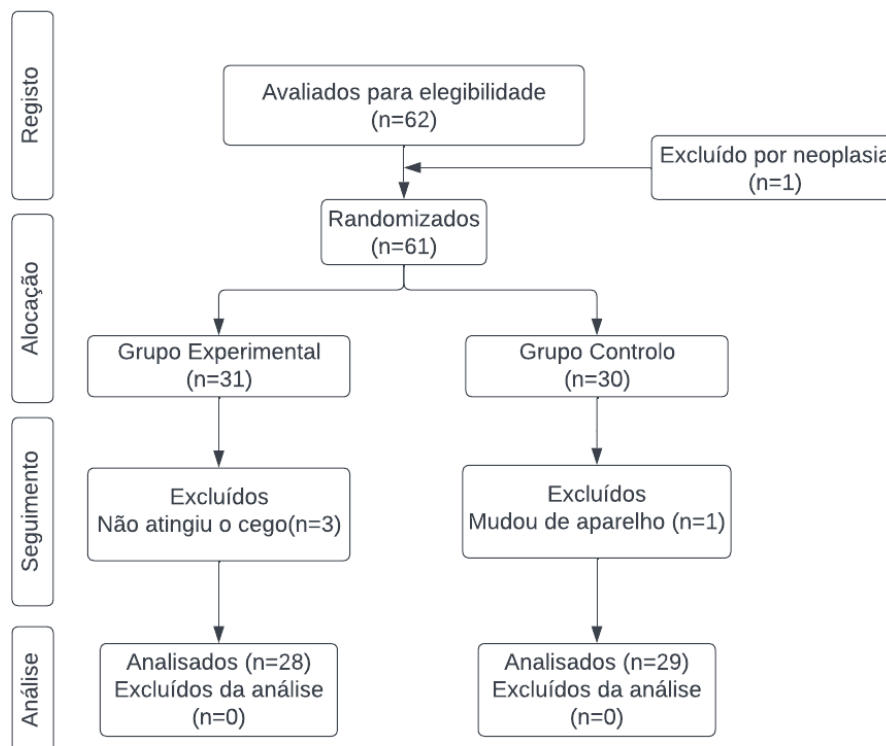 Registo
Avaliados para elegibilidade
(n=62)
Excluído por neoplasia
(n=1)
Randomizados
(n=61)
Alocação
Grupo Experimental
(n=31)
Grupo Controlo
(n=30)
Seguimento
Excluídos
Não atingiu o cego(n=3)
Excluídos
Mudou de aparelho (n=1)
Análise
Analisados (n=28)
Excluídos da análise
(n=0)
Analisados (n=29)
Excluídos da análise
(n=0)